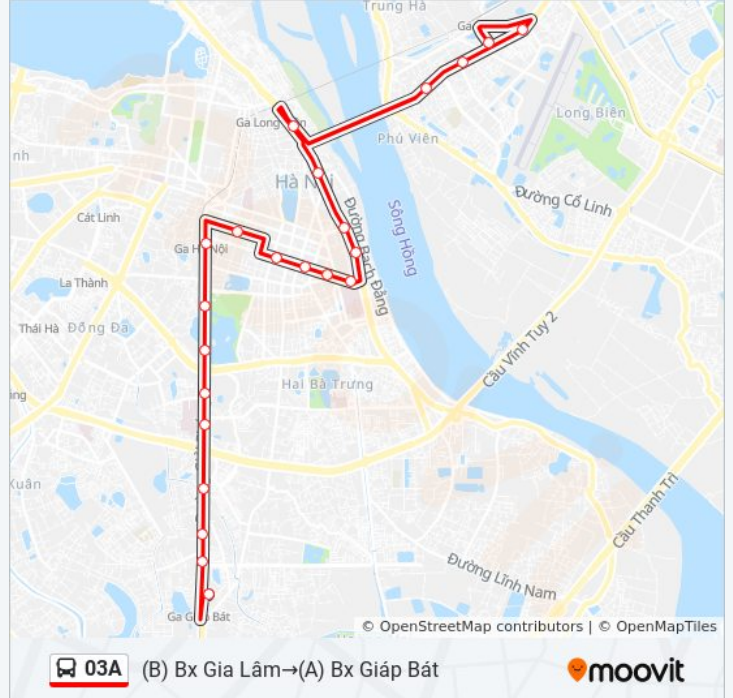 Trung Hà
Ga
Long Biên
Ga Long Biên
Phú Viên
Hà Nội
Đường Cổ Linh
Sông Hồng
Đường Bạch Đằng
Cát Linh
Ga Hà Nội
La Thành
Thái Hà
Đống Đa
Cầu Vĩnh Tuy 2
Hai Bà Trưng
Cầu Thanh Trì
Đường Lĩnh Nam
Ga Giáp Bát
© OpenStreetMap contributors | © OpenMapTiles
03A (B) Bx Gia Lâm→(A) Bx Giáp Bát
moovit